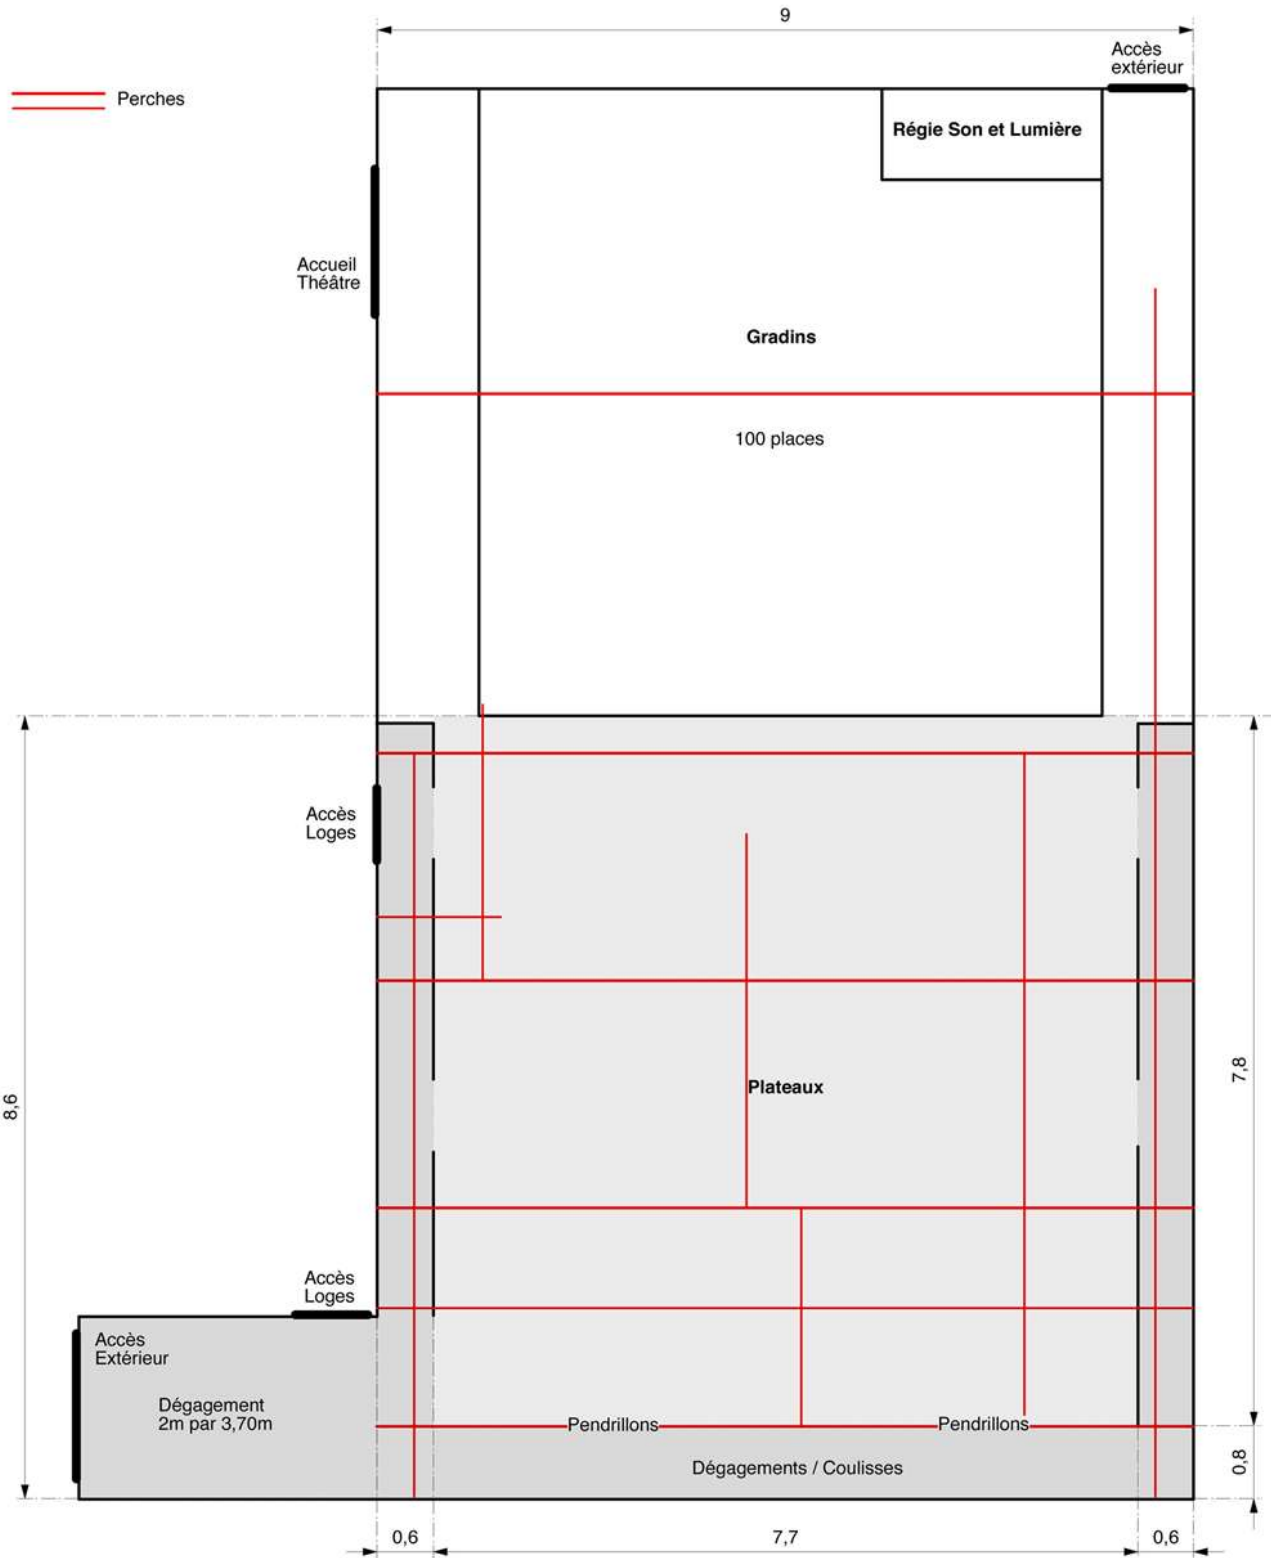 9
Accès
extérieur
Perches
Régie Son et Lumière
Accueil
Théâtre
Gradins
100 places
Accès
Loges
7,8
Plateaux
8,6
Accès
Loges
Accès
Extérieur
Dégagement
2m par 3,70m
Pendrillons
Pendrillons
Dégagements / Coulisses
0,8
0,6
7,7
0,6